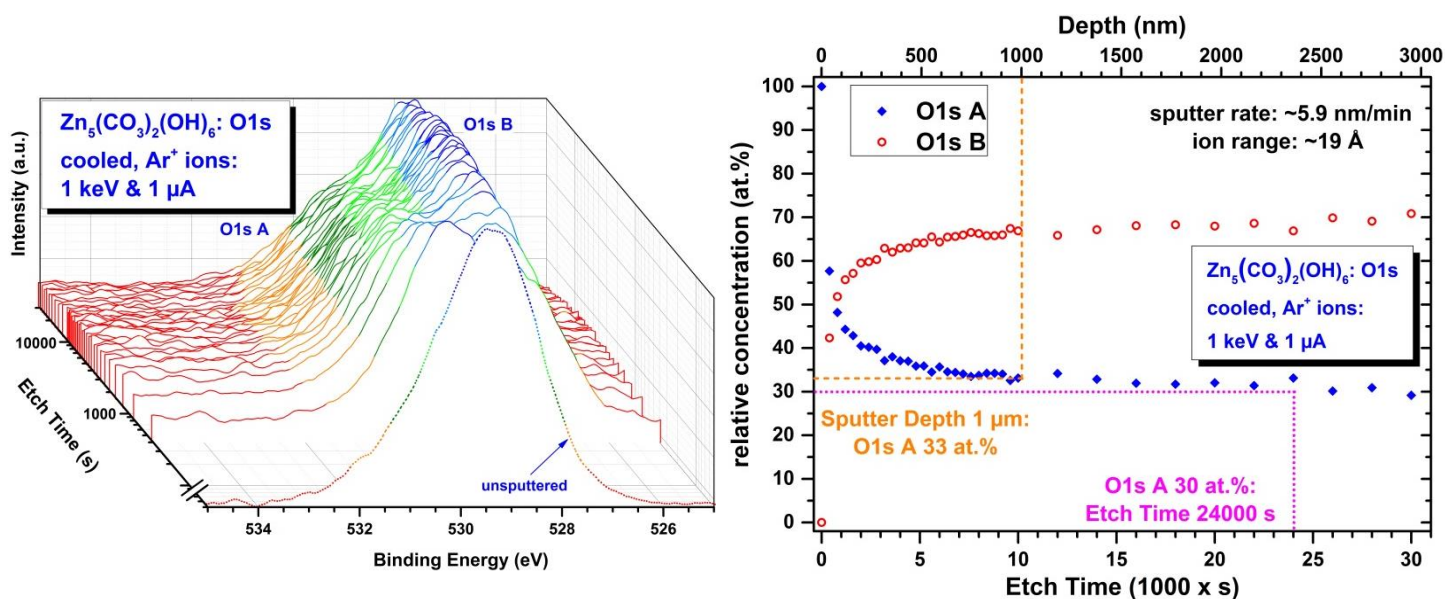 Zn₅(CO₃)₂(OH)₆: O1s
cooled, Ar⁺ ions:
1 keV & 1 µA
O1s B
O1s A
unsputtered
Intensity (a.u.)
10000
1000
Etch Time (s)
534
532
530
528
526
Binding Energy (eV)
Depth (nm)
0
500
1000
1500
2000
2500
3000
100
90
80
70
60
50
40
30
20
10
0
relative concentration (at.%)
O1s A
O1s B
sputter rate: ~5.9 nm/min
ion range: ~19 Å
Zn₅(CO₃)₂(OH)₆: O1s
cooled, Ar⁺ ions:
1 keV & 1 µA
Sputter Depth 1 µm:
O1s A 33 at.%
O1s A 30 at.%:
Etch Time 24000 s
0
5
10
15
20
25
30
Etch Time (1000 x s)